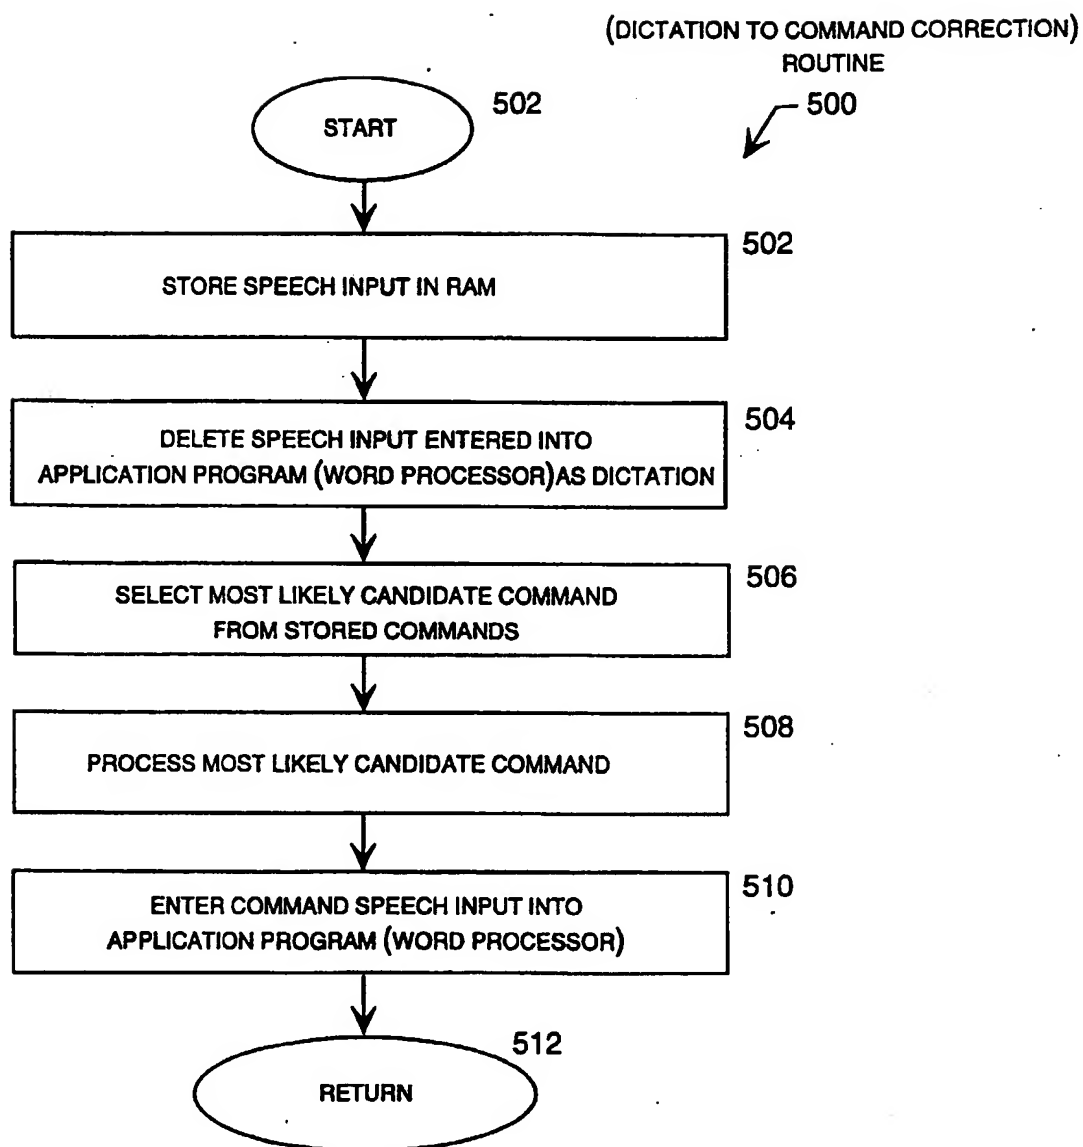 (DICTATION TO COMMAND CORRECTION)
ROUTINE
500
START
502
STORE SPEECH INPUT IN RAM
502
DELETE SPEECH INPUT ENTERED INTO
APPLICATION PROGRAM (WORD PROCESSOR)AS DICTATION
504
SELECT MOST LIKELY CANDIDATE COMMAND
FROM STORED COMMANDS
506
PROCESS MOST LIKELY CANDIDATE COMMAND
508
ENTER COMMAND SPEECH INPUT INTO
APPLICATION PROGRAM (WORD PROCESSOR)
510
RETURN
512